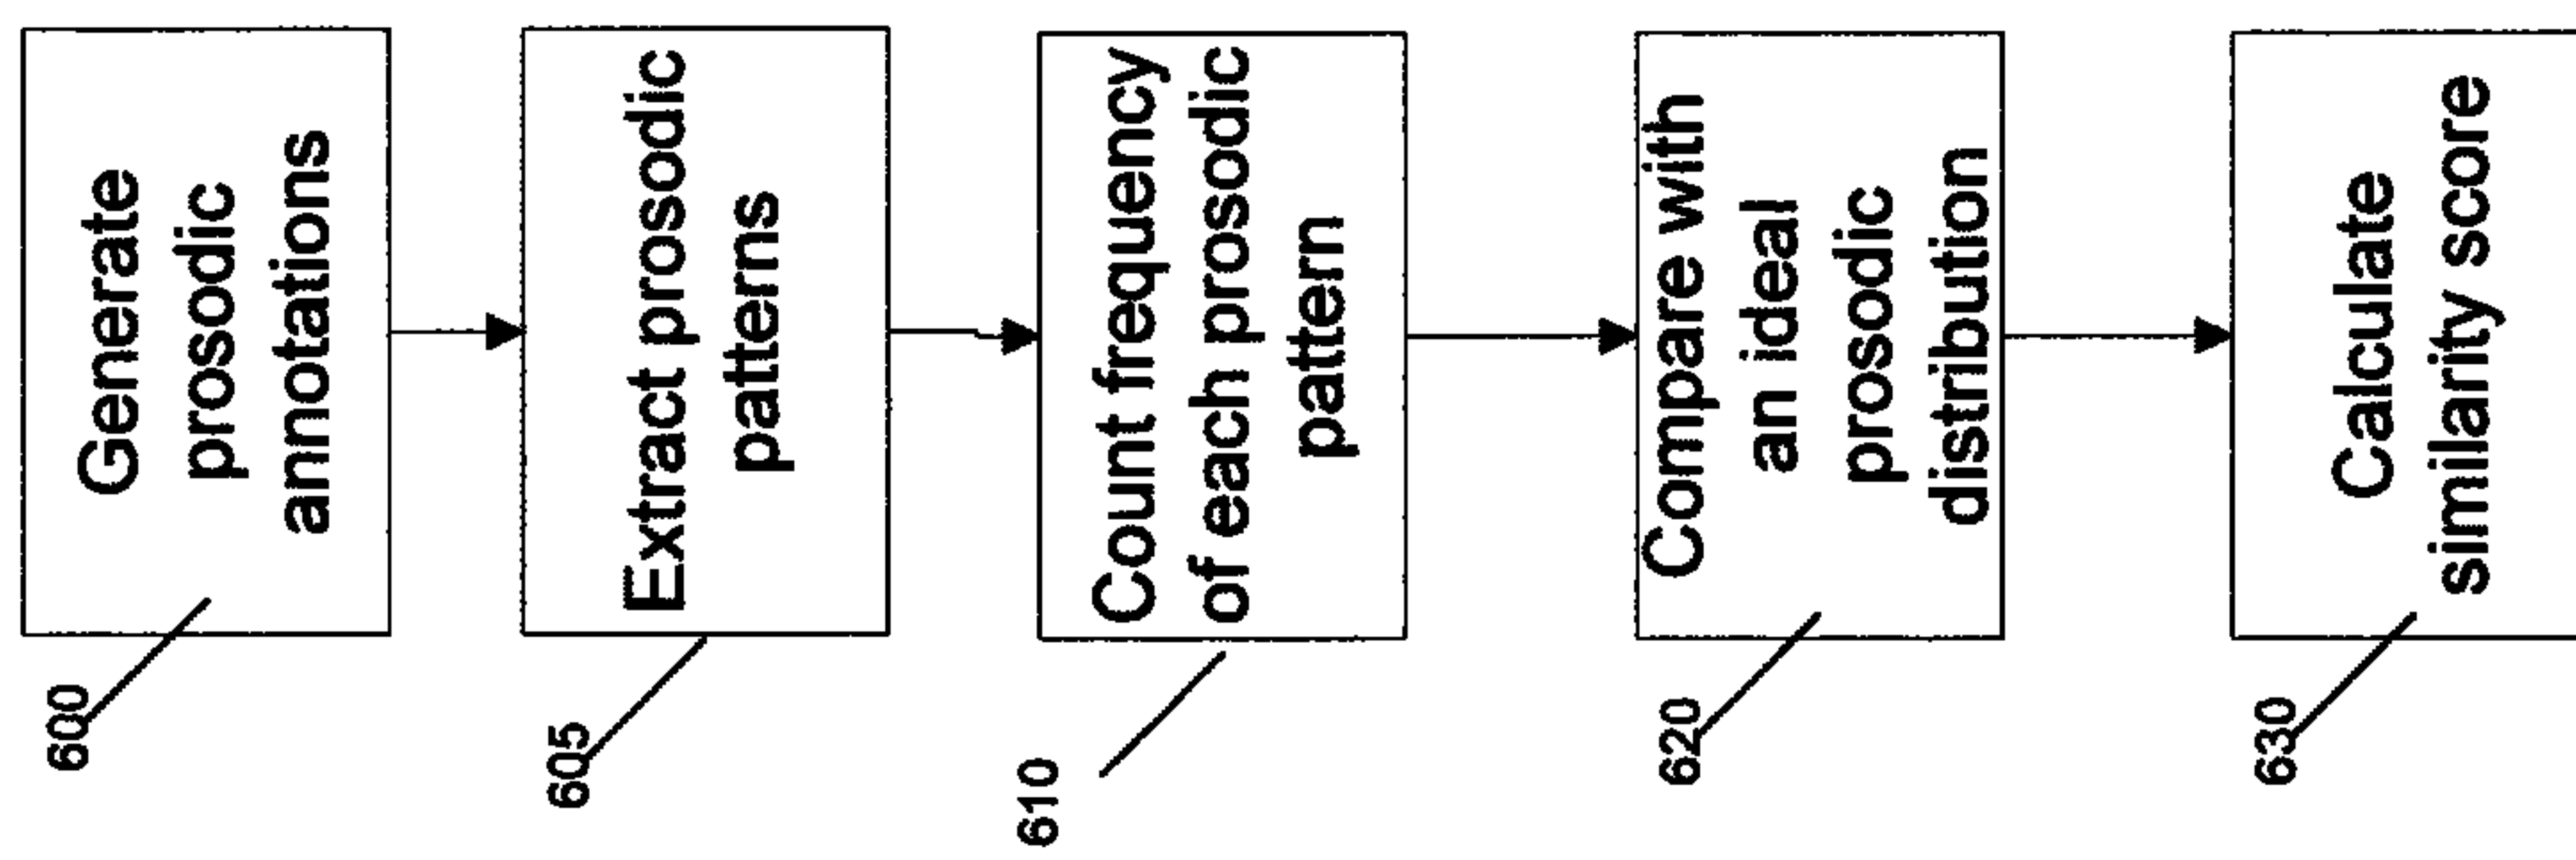 600
Generate
prosodic
annotations
605
Extract prosodic
patterns
610
Count frequency
of each prosodic
pattern
620
Compare with
an ideal
prosodic
distribution
630
Calculate
similarity score